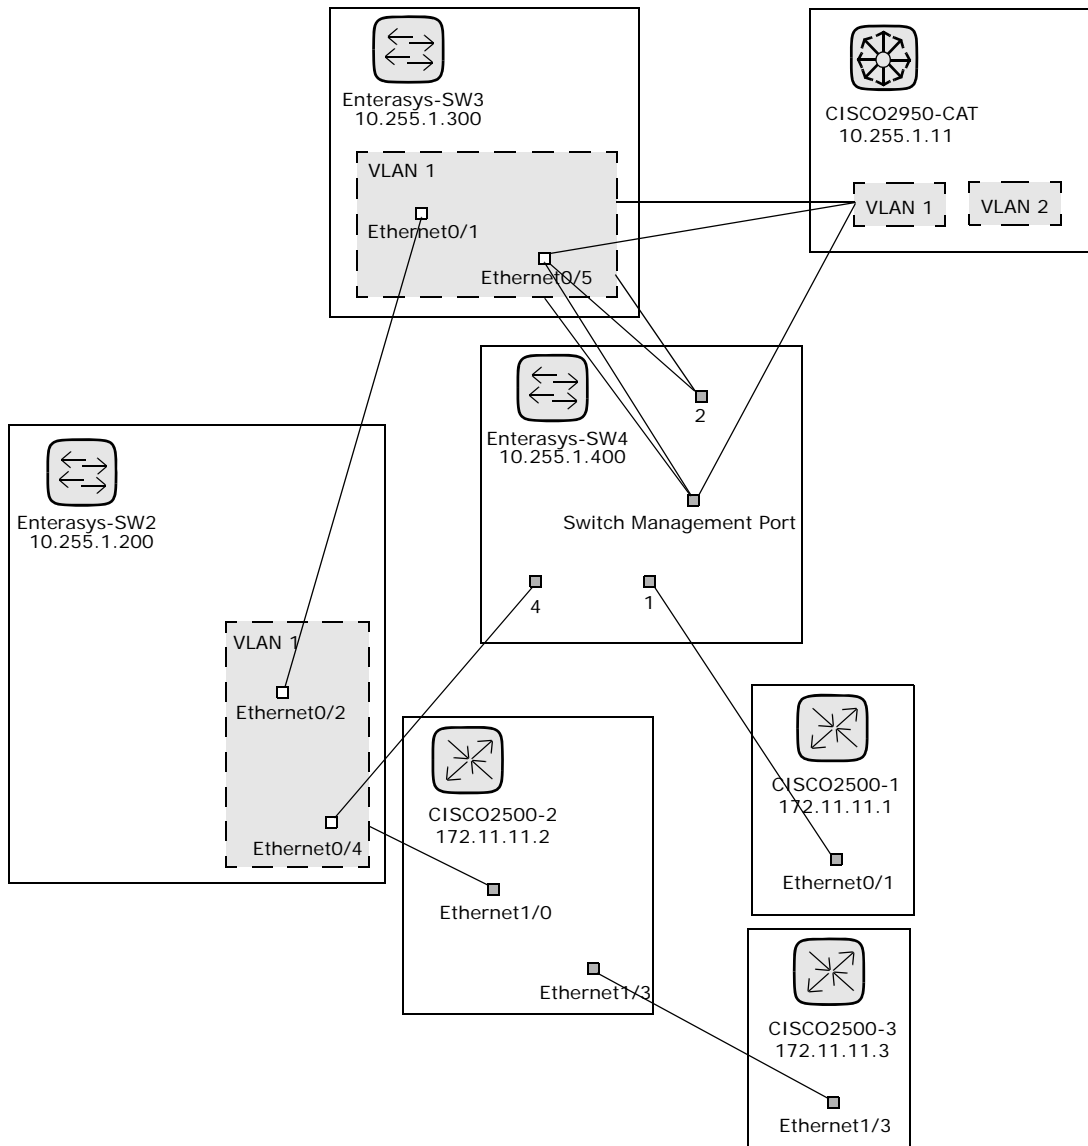 Enterasys-SW3
10.255.1.300
VLAN 1
Ethernet0/1
Ethernet0/5
CISCO2950-CAT
10.255.1.11
VLAN 1
VLAN 2
Enterasys-SW4
10.255.1.400
2
Switch Management Port
4
1
Enterasys-SW2
10.255.1.200
VLAN 1
Ethernet0/2
Ethernet0/4
CISCO2500-2
172.11.11.2
Ethernet1/0
Ethernet1/3
CISCO2500-1
172.11.11.1
Ethernet0/1
CISCO2500-3
172.11.11.3
Ethernet1/3